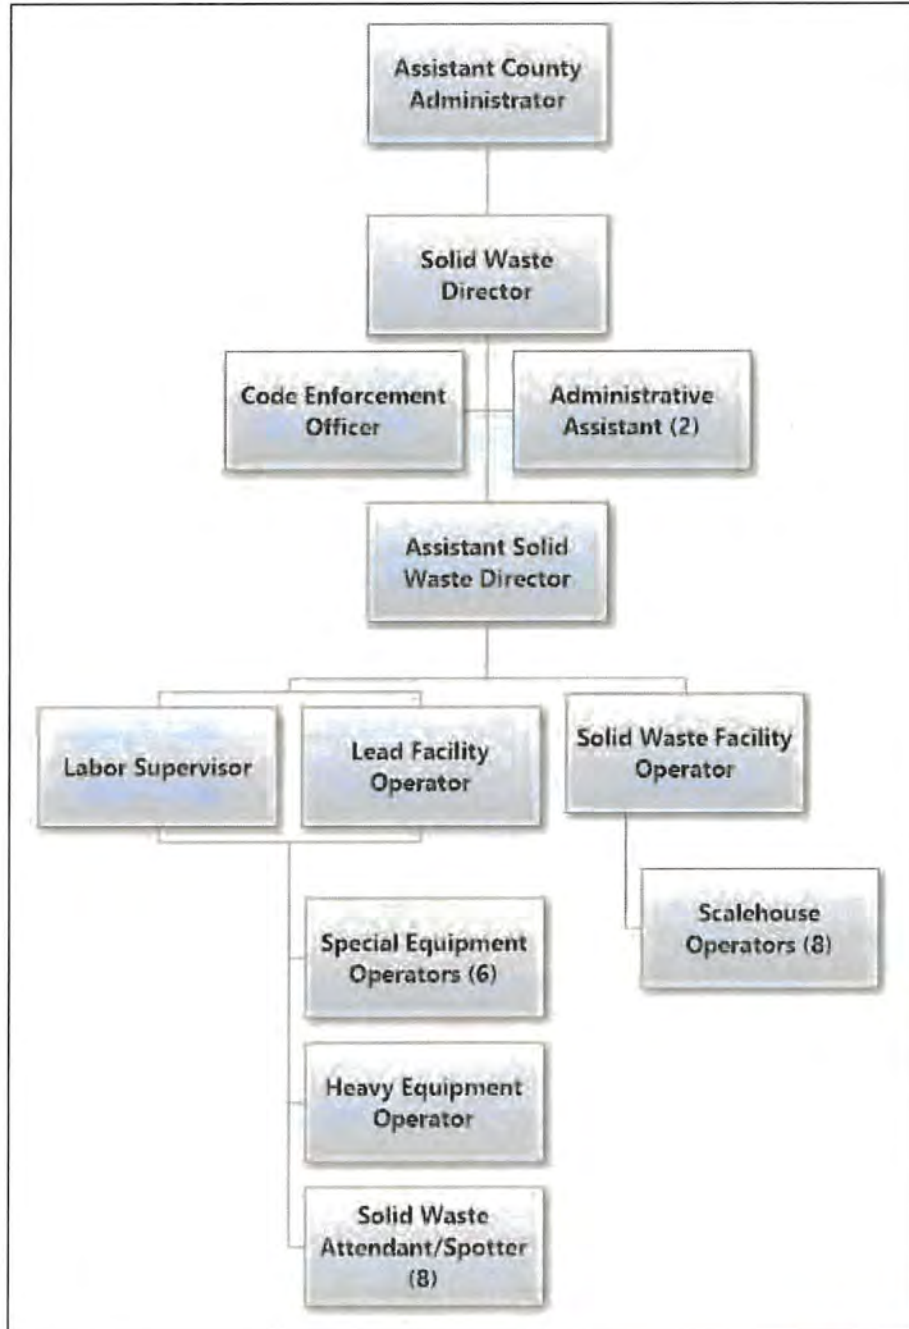 Assistant County
Administrator
Solid Waste
Director
Code Enforcement
Officer
Administrative
Assistant (2)
Assistant Solid
Waste Director
Labor Supervisor
Lead Facility
Operator
Solid Waste Facility
Operator
Special Equipment
Operators (6)
Scalehouse
Operators (8)
Heavy Equipment
Operator
Solid Waste
Attendant/Spotter
(8)